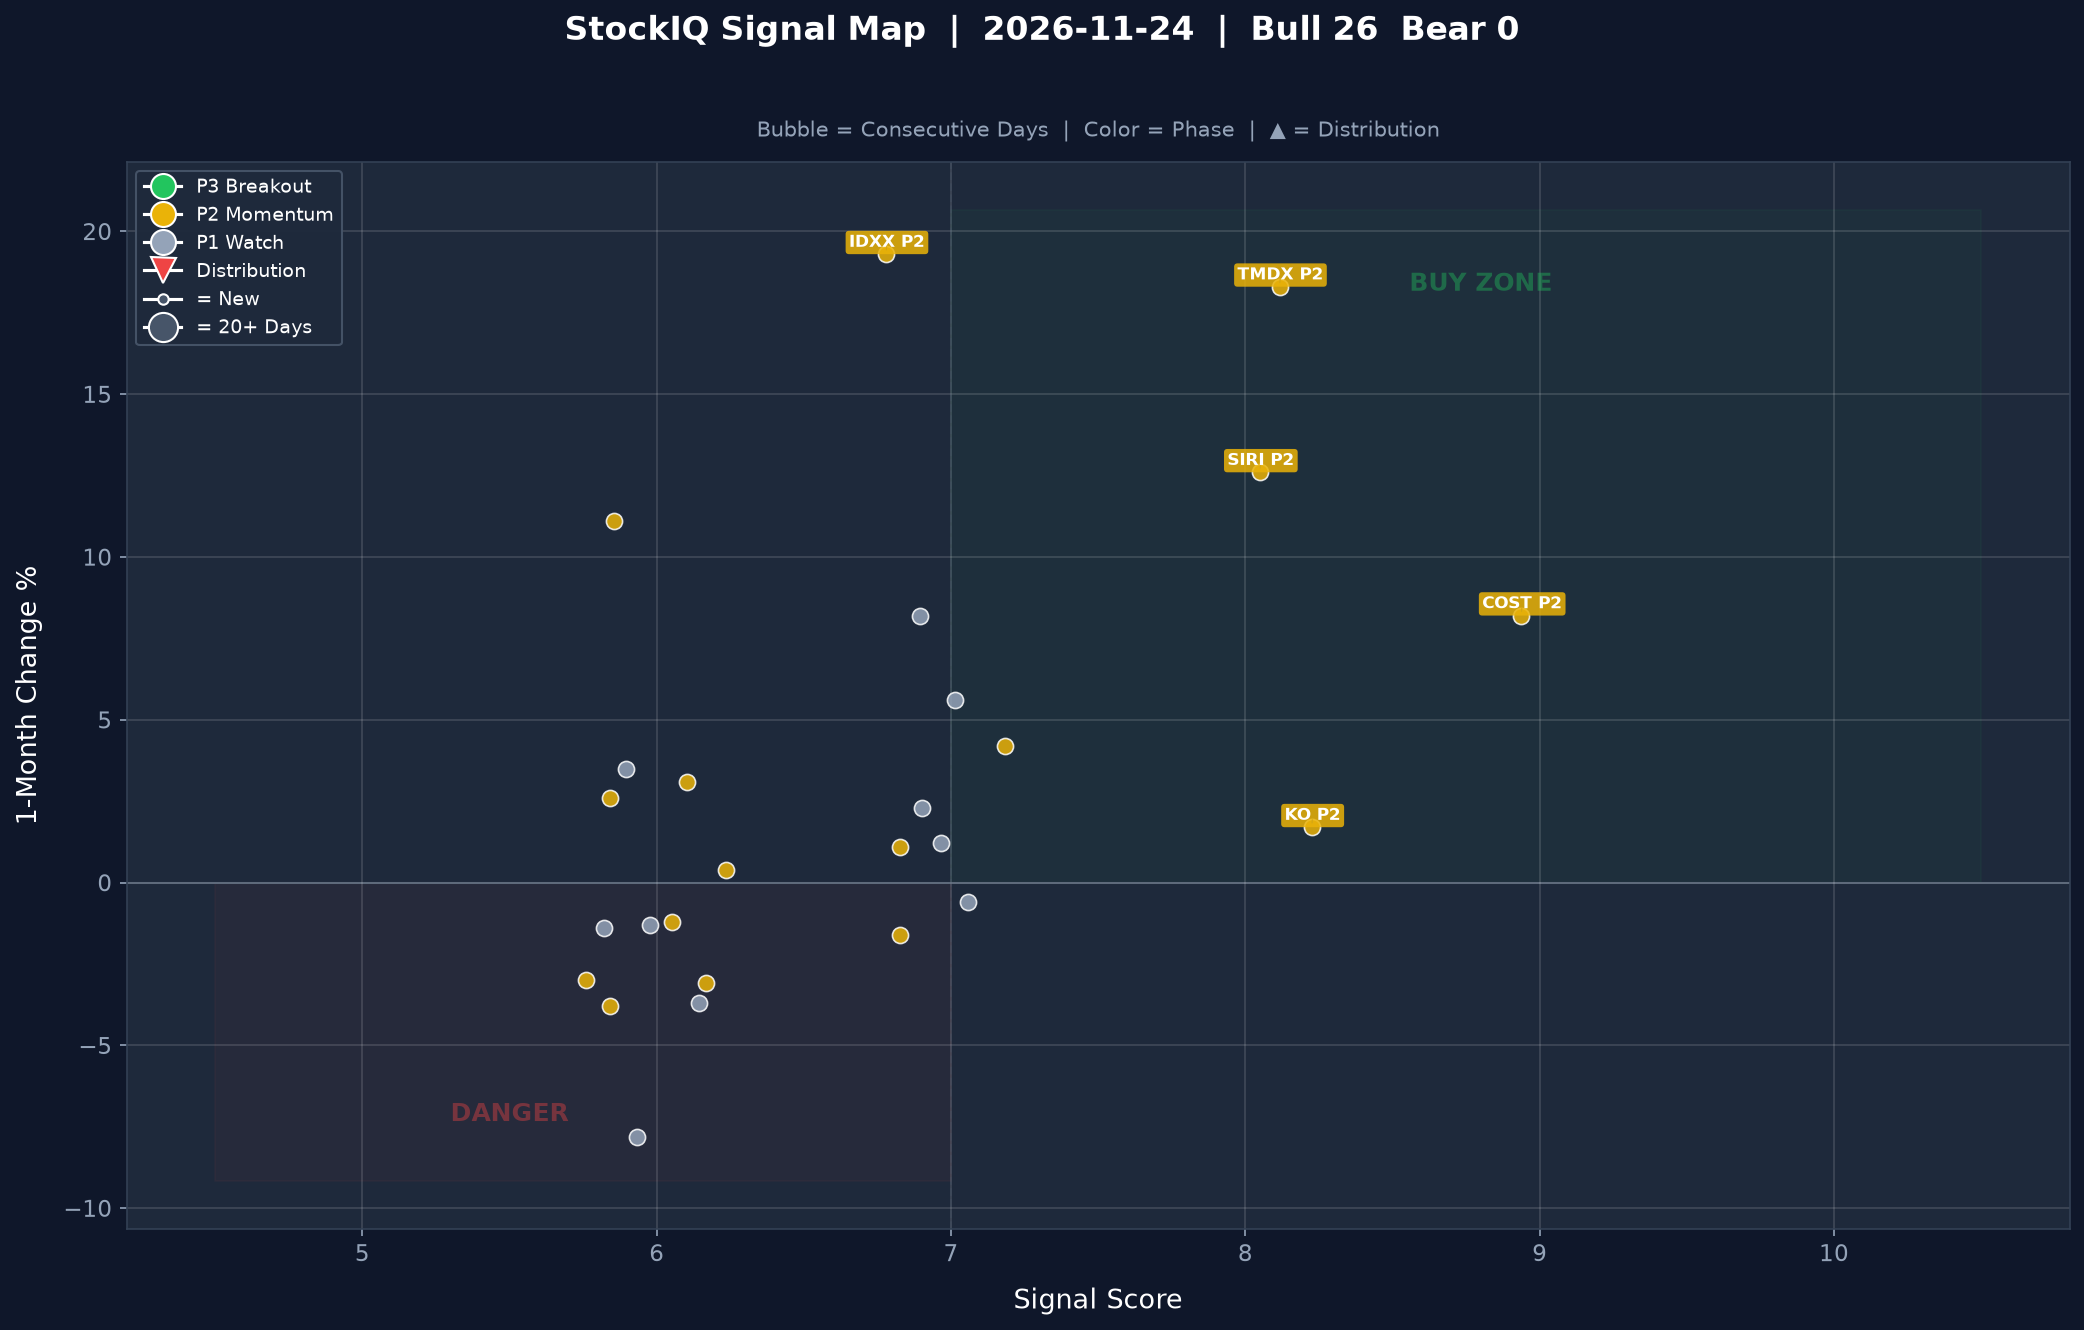 StockIQ Signal Map | 2026-11-24 | Bull 26 Bear 0
Bubble = Consecutive Days | Color = Phase | ▲ = Distribution
P3 Breakout
P2 Momentum
P1 Watch
Distribution
= New
= 20+ Days
IDXX P2
TMDX P2
BUY ZONE
SIRI P2
COST P2
KO P2
DANGER
20
15
10
5
0
−5
−10
1-Month Change %
5
6
7
8
9
10
Signal Score